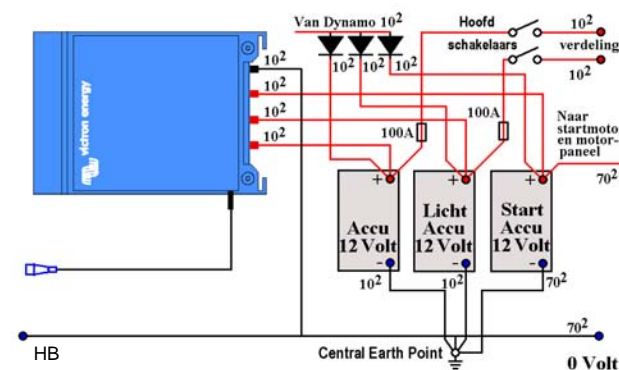 Van Dynamo 10²
Hoofd
schakelaars
10²
verdeling
10²
10²
10²
10²
10²
10²
10²
10²
victron energy
100A
100A
Naar
startmotor
en motor-
paneel
70²
+
+
+
Accu
12 Volt
Licht
Accu
12 Volt
Start
Accu
12 Volt
-
-
-
10²
10²
70²
70²
HB
Central Earth Point
0 Volt